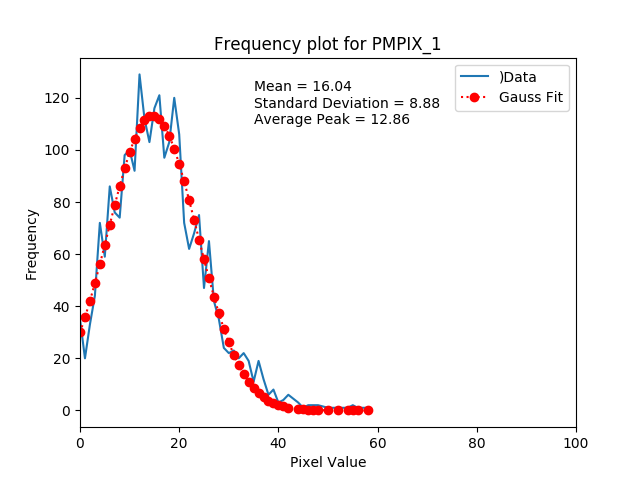 Frequency plot for PMPIX_1
Mean = 16.04
Standard Deviation = 8.88
Average Peak = 12.86
)Data
Gauss Fit
Frequency
120
100
80
60
40
20
0
0 20 40 60 80 100
Pixel Value